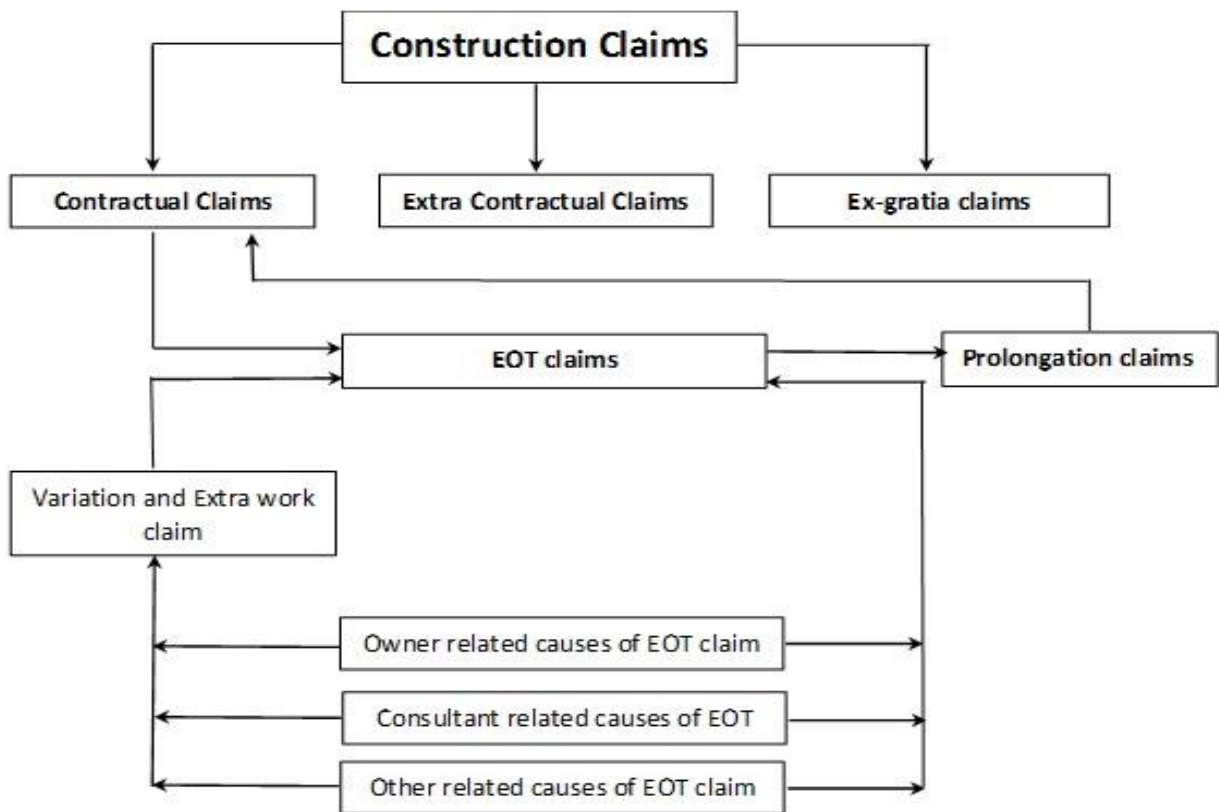 Construction Claims
Contractual Claims
Extra Contractual Claims
Ex-gratia claims
EOT claims
Prolongation claims
Variation and Extra work
claim
Owner related causes of EOT claim
Consultant related causes of EOT
Other related causes of EOT claim